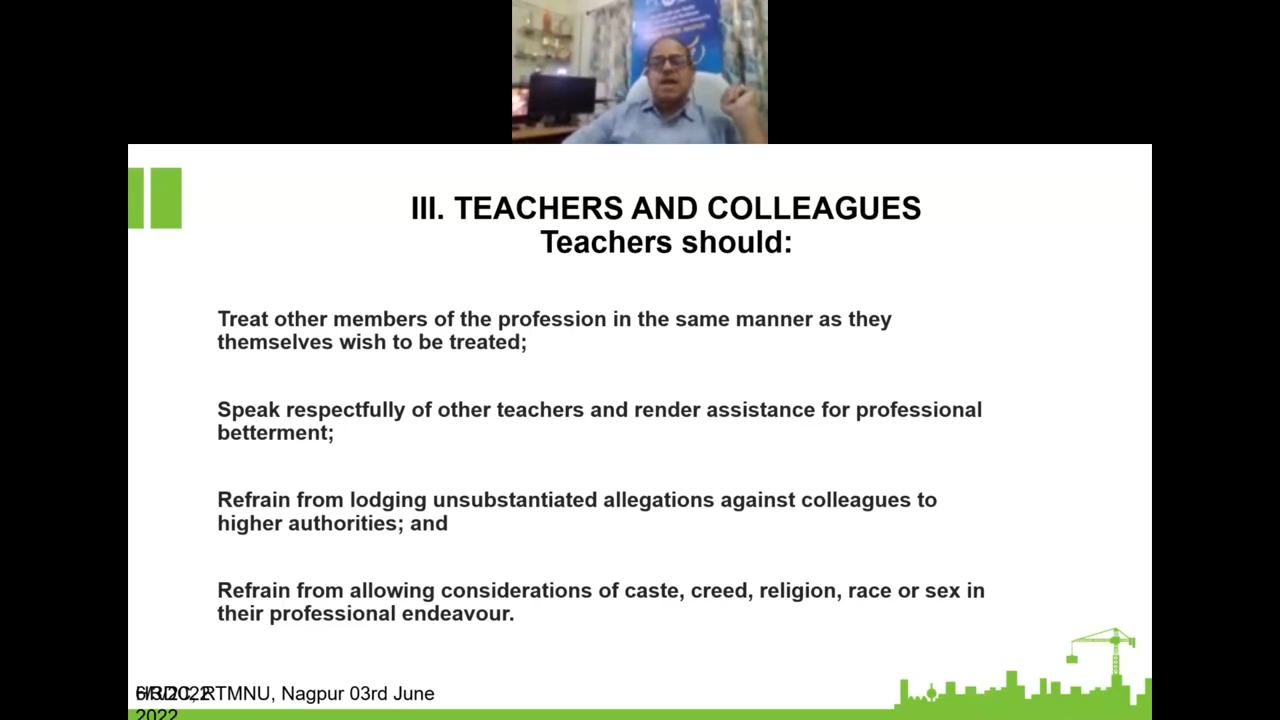 III. TEACHERS AND COLLEAGUES
Teachers should:
Treat other members of the profession in the same manner as they
themselves wish to be treated;
Speak respectfully of other teachers and render assistance for professional
betterment;
Refrain from lodging unsubstantiated allegations against colleagues to
higher authorities; and
Refrain from allowing considerations of caste, creed, religion, race or sex in
their professional endeavour.
6/3/2022
RTMNU, Nagpur 03rd June
2022